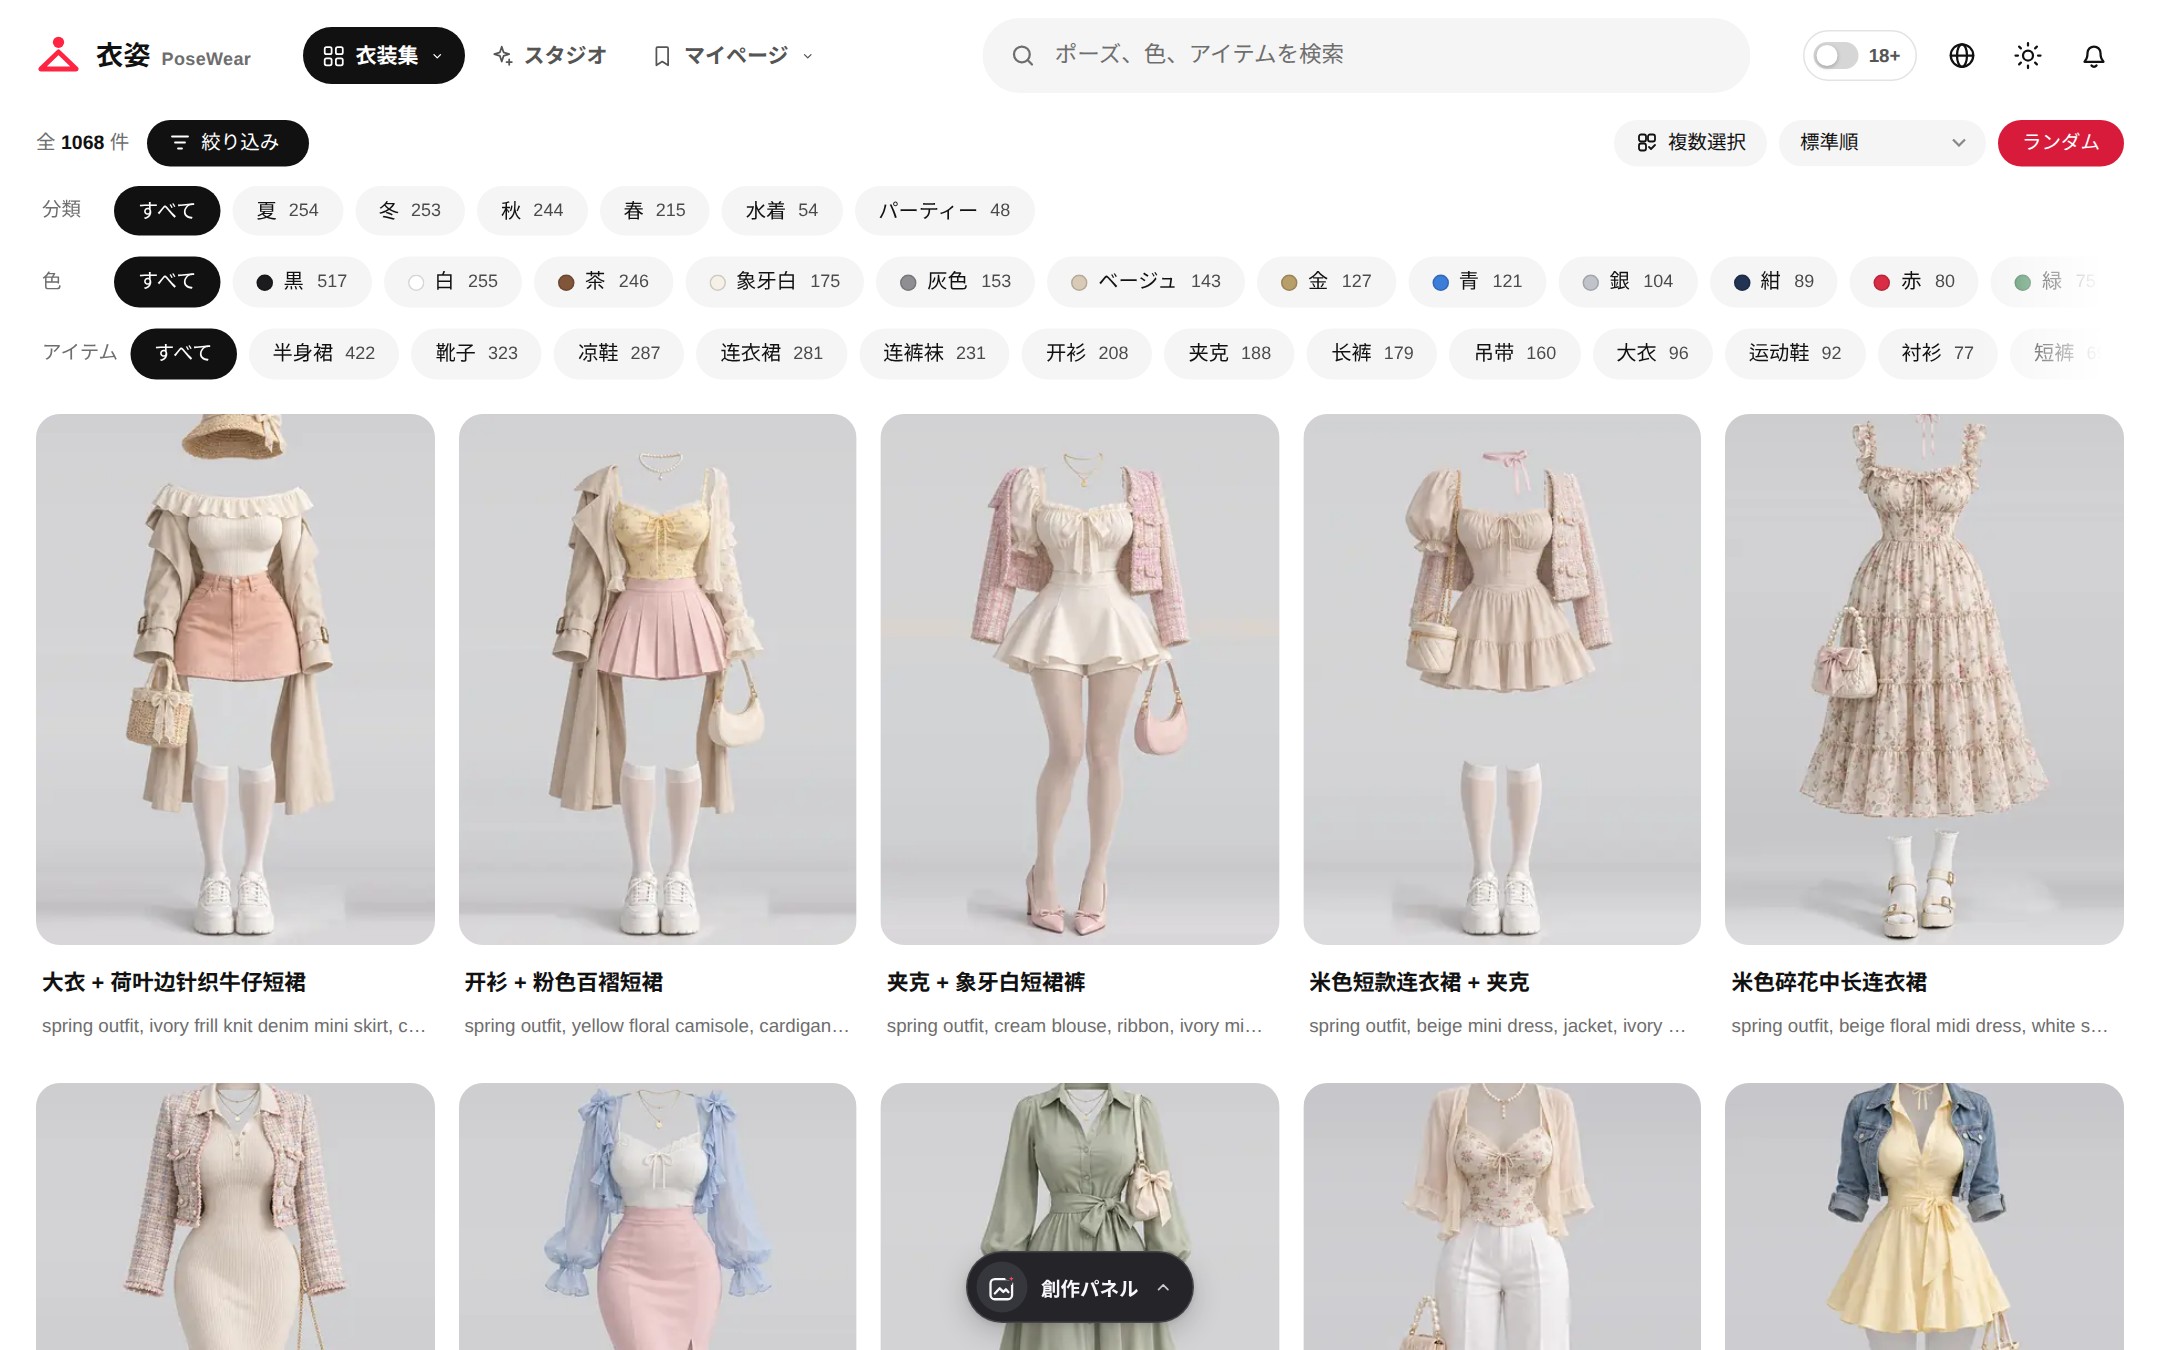 衣姿 PoseWear 衣装集 スタジオ マイページ ポーズ、色、アイテムを検索 18+
全 1068 件 絞り込み 複数選択 標準順 ランダム
分類 すべて 夏 254 冬 253 秋 244 春 215 水着 54 パーティー 48
色 すべて 黒 517 白 255 茶 246 象牙白 175 灰色 153 ベージュ 143 金 127 青 121 銀 104 紺 89 赤 80 緑 75
アイテム すべて 半身裙 422 靴子 323 凉鞋 287 连衣裙 281 连裤袜 231 开衫 208 夹克 188 长裤 179 吊带 160 大衣 96 运动鞋 92 衬衫 77 短裤
大衣 + 荷叶边针织牛仔短裙
spring outfit, ivory frill knit denim mini skirt, c...
开衫 + 粉色百褶短裙
spring outfit, yellow floral camisole, cardigan...
夹克 + 象牙白短裙裤
spring outfit, cream blouse, ribbon, ivory mi...
米色短款连衣裙 + 夹克
spring outfit, beige mini dress, jacket, ivory ...
米色碎花中长连衣裙
spring outfit, beige floral midi dress, white s...
創作パネル